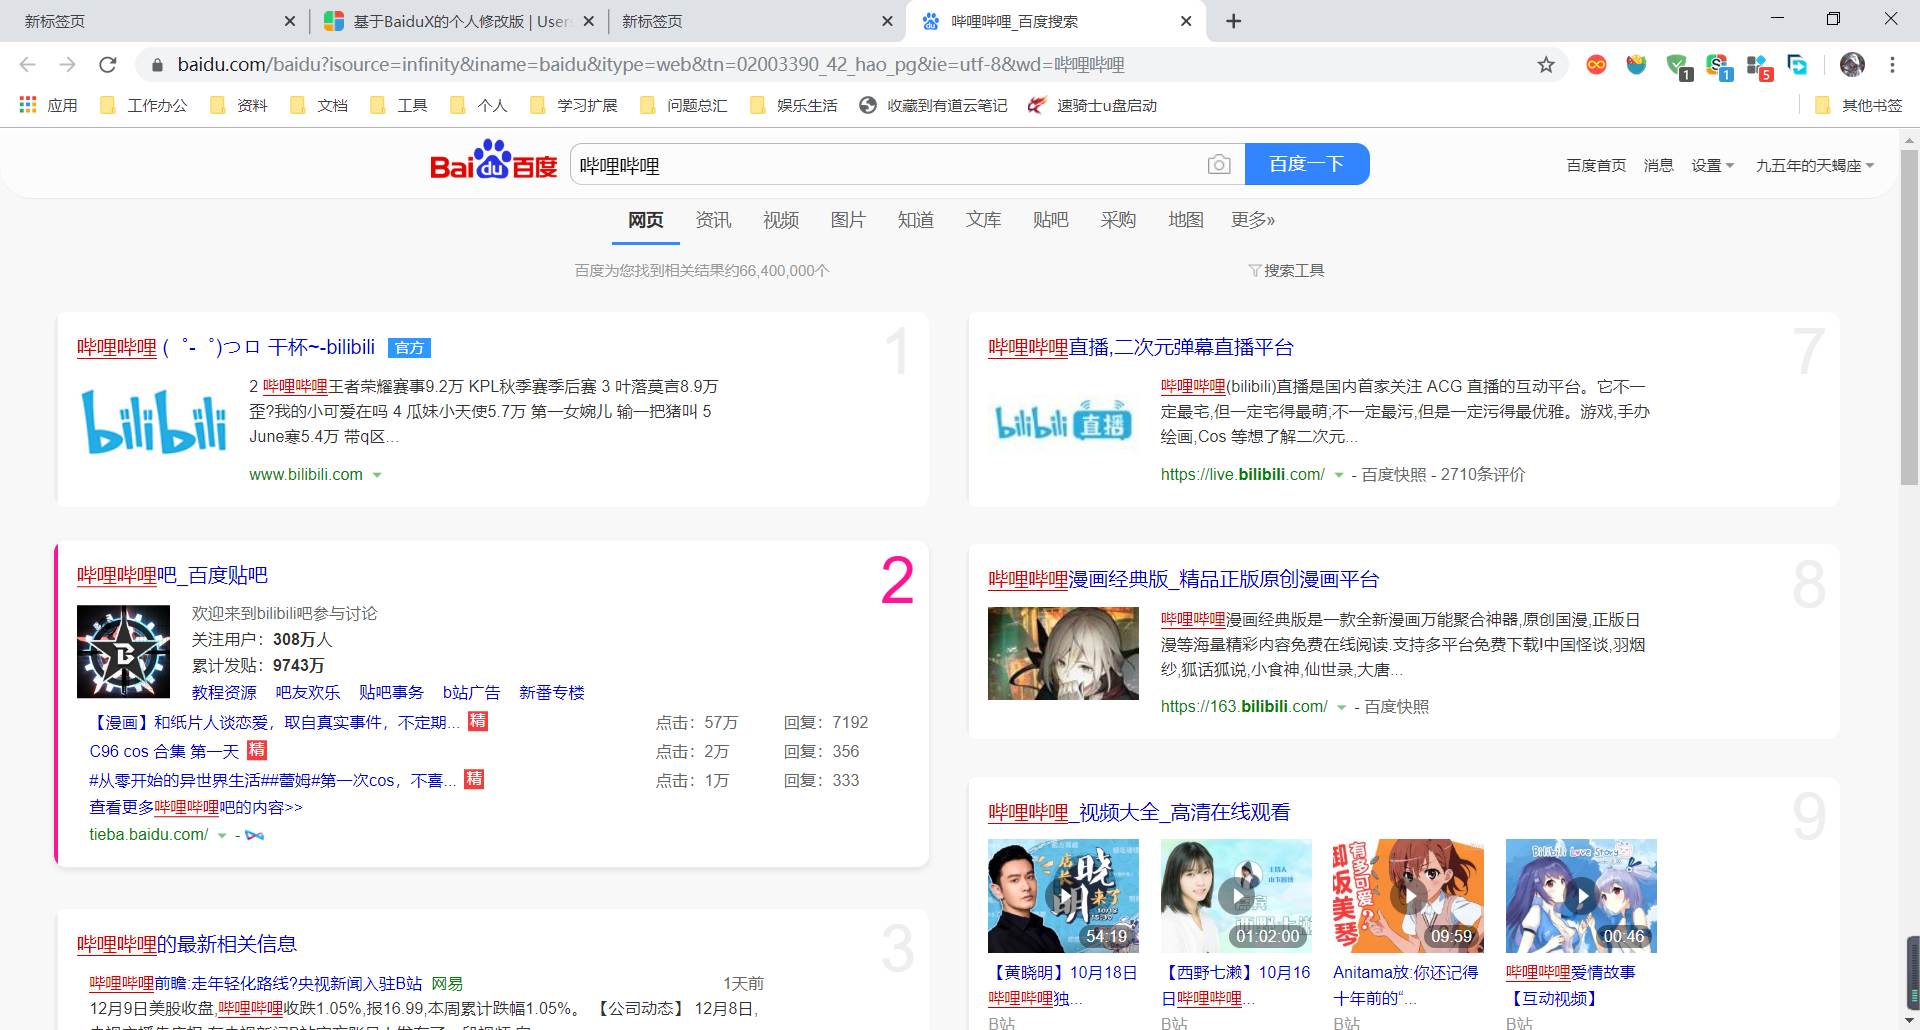 新标签页
基于BaiduX的个人修改版 | User
新标签页
哔哩哔哩_百度搜索
baidu.com/baidu?isource=infinity&iname=baidu&itype=web&tn=02003390_42_hao_pg&ie=utf-8&wd=哔哩哔哩
1
1
5
应用
工作办公
资料
文档
工具
个人
学习扩展
问题总汇
娱乐生活
收藏到有道云笔记
速骑士u盘启动
其他书签
Bai du 百度
哔哩哔哩
百度一下
百度首页
消息
设置
九五年的天蝎座
网页
资讯
视频
图片
知道
文库
贴吧
采购
地图
更多»
百度为您找到相关结果约66,400,000个
搜索工具
哔哩哔哩 (゜-゜)つロ 干杯~-bilibili 官方
1
bilibili
2 哔哩哔哩王者荣耀赛事9.2万 KPL秋季赛季后赛 3 叶落莫言8.9万
歪?我的小可爱在吗 4 瓜妹小天使5.7万 第一女婉儿 输一把猪叫 5
June寒5.4万 带q区...
www.bilibili.com
哔哩哔哩吧_百度贴吧
2
B
欢迎来到bilibili吧参与讨论
关注用户：308万人
累计发贴：9743万
教程资源 吧友欢乐 贴吧事务 b站广告 新番专楼
【漫画】和纸片人谈恋爱，取自真实事件，不定期... 精 点击：57万 回复：7192
C96 cos 合集 第一天 精 点击：2万 回复：356
#从零开始的异世界生活##蕾姆#第一次cos，不喜... 精 点击：1万 回复：333
查看更多哔哩哔哩吧的内容>>
tieba.baidu.com/ -
哔哩哔哩的最新相关信息
3
哔哩哔哩前瞻:走年轻化路线?央视新闻入驻B站 网易 1天前
12月9日美股收盘,哔哩哔哩收跌1.05%,报16.99,本周累计跌幅1.05%。 【公司动态】 12月8日,
哔哩哔哩直播,二次元弹幕直播平台
7
bilibili 直播
哔哩哔哩(bilibili)直播是国内首家关注 ACG 直播的互动平台。它不一
定最宅,但一定宅得最萌;不一定最污,但是一定污得最优雅。游戏,手办
绘画,Cos 等想了解二次元...
https://live.bilibili.com/ - 百度快照 - 2710条评价
哔哩哔哩漫画经典版_精品正版原创漫画平台
8
哔哩哔哩漫画经典版是一款全新漫画万能聚合神器,原创国漫,正版日
漫等海量精彩内容免费在线阅读.支持多平台免费下载!中国怪谈,羽烟
纱,狐话狐说,小食神,仙世录,大唐...
https://163.bilibili.com/ - 百度快照
哔哩哔哩_视频大全_高清在线观看
9
店长
晓明
来了
54:19
01:02:00
有多可爱?
御坂美琴
09:59
Bilibili Love Story
00:46
【黄晓明】10月18日
哔哩哔哩独...
B站
【西野七濑】10月16
日哔哩哔哩...
B站
Anitama放:你还记得
十年前的“...
B站
哔哩哔哩爱情故事
【互动视频】
B站